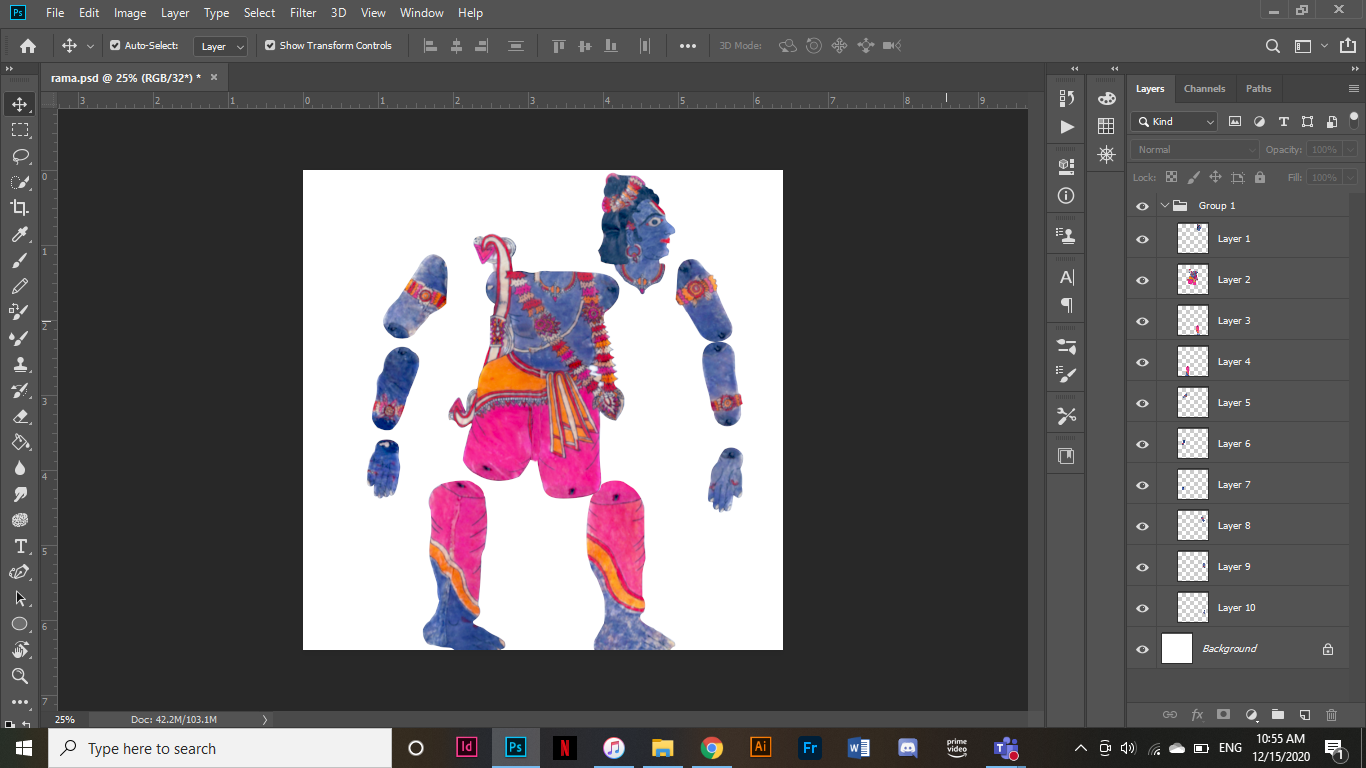 Ps File Edit Image Layer Type Select Filter 3D View Window Help
Auto-Select: Layer Show Transform Controls 3D Mode:
rama.psd @ 25% (RGB/32*) * ×
3 2 1 0 1 2 3 4 5 6 7 8 9
0
1
2
3
4
5
6
7
Layers Channels Paths
Kind
Normal Opacity: 100%
Lock: Fill: 100%
Group 1
Layer 1
Layer 2
Layer 3
Layer 4
Layer 5
Layer 6
Layer 7
Layer 8
Layer 9
Layer 10
Background
fx
25% Doc: 42.2M/103.1M
Type here to search
Id Ps N Ai Fr W prime video
ENG
10:55 AM
12/15/2020
1